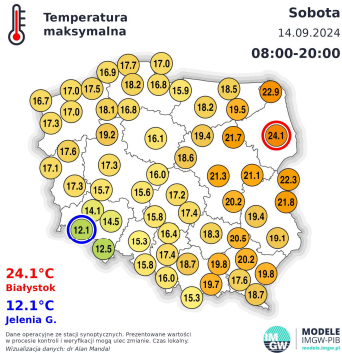 Temperatura
maksymalna
Sobota
14.09.2024
08:00-20:00
17.7 17.0
16.9
17.0 17.5 18.2 16.8 15.9 18.5 22.9
16.7
17.0 18.1 16.8 18.2 19.5
17.3
19.2 16.1 19.4 21.7 24.1
17.6
17.1 17.3 18.6
16.0 21.3 21.1 22.3
17.3 15.7
15.6 17.2 20.2 21.8
14.1 14.5 15.8 17.4 19.4
12.1
15.3 16.4 18.3 20.5 19.1
12.5
17.4
15.8 18.7 19.8 20.2
16.0 19.8
19.7 17.6
15.3 18.7
24.1°C
Białystok
12.1°C
Jelenia G.
Dane operacyjne ze stacji synoptycznych. Prezentowane wartości
w procesie kontroli i weryfikacji mogą ulec zmianie. Czas lokalny.
Wizualizacja danych: dr Alan Mandal
IMGW
MODELE
IMGW-PIB
modele.imgw.pl